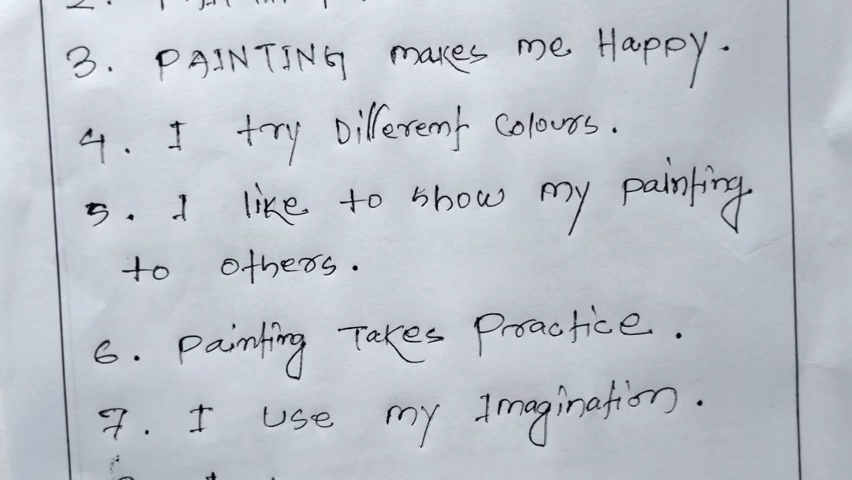 2.
3. PAINTING makes me Happy.
4. I try Different Colours.
5. I like to show my painting
to others.
6. Painting Takes Practice.
7. I use my Imagination.